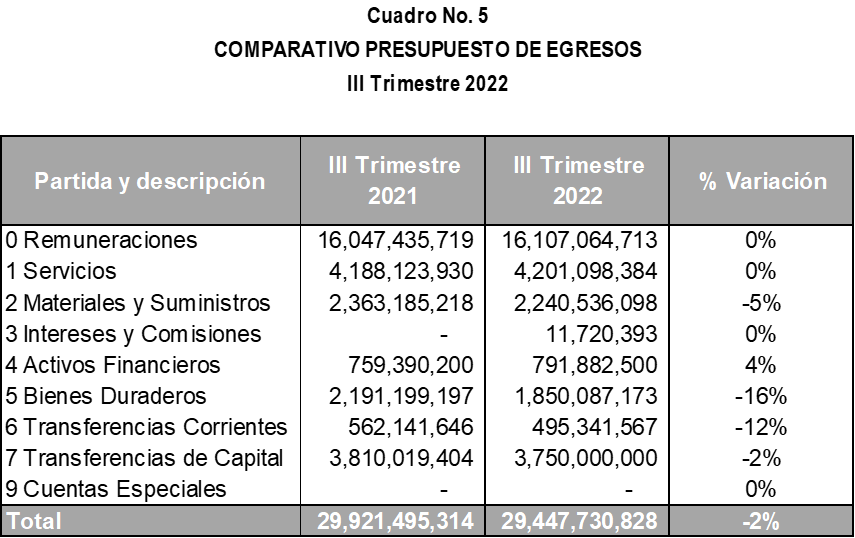 Cuadro No. 5
COMPARATIVO PRESUPUESTO DE EGRESOS
III Trimestre 2022
Partida y descripción III Trimestre 2021 III Trimestre 2022 % Variación
0 Remuneraciones 16,047,435,719 16,107,064,713 0%
1 Servicios 4,188,123,930 4,201,098,384 0%
2 Materiales y Suministros 2,363,185,218 2,240,536,098 -5%
3 Intereses y Comisiones - 11,720,393 0%
4 Activos Financieros 759,390,200 791,882,500 4%
5 Bienes Duraderos 2,191,199,197 1,850,087,173 -16%
6 Transferencias Corrientes 562,141,646 495,341,567 -12%
7 Transferencias de Capital 3,810,019,404 3,750,000,000 -2%
9 Cuentas Especiales - - 0%
Total 29,921,495,314 29,447,730,828 -2%